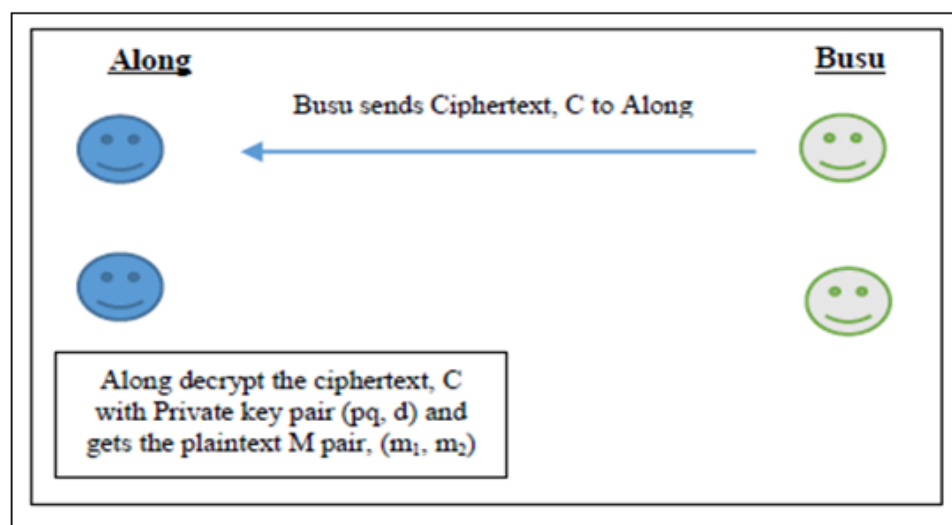 Along
Busu
Busu sends Ciphertext, C to Along
Along decrypt the ciphertext, C
with Private key pair (pq, d) and
gets the plaintext M pair, (m₁, m₂)